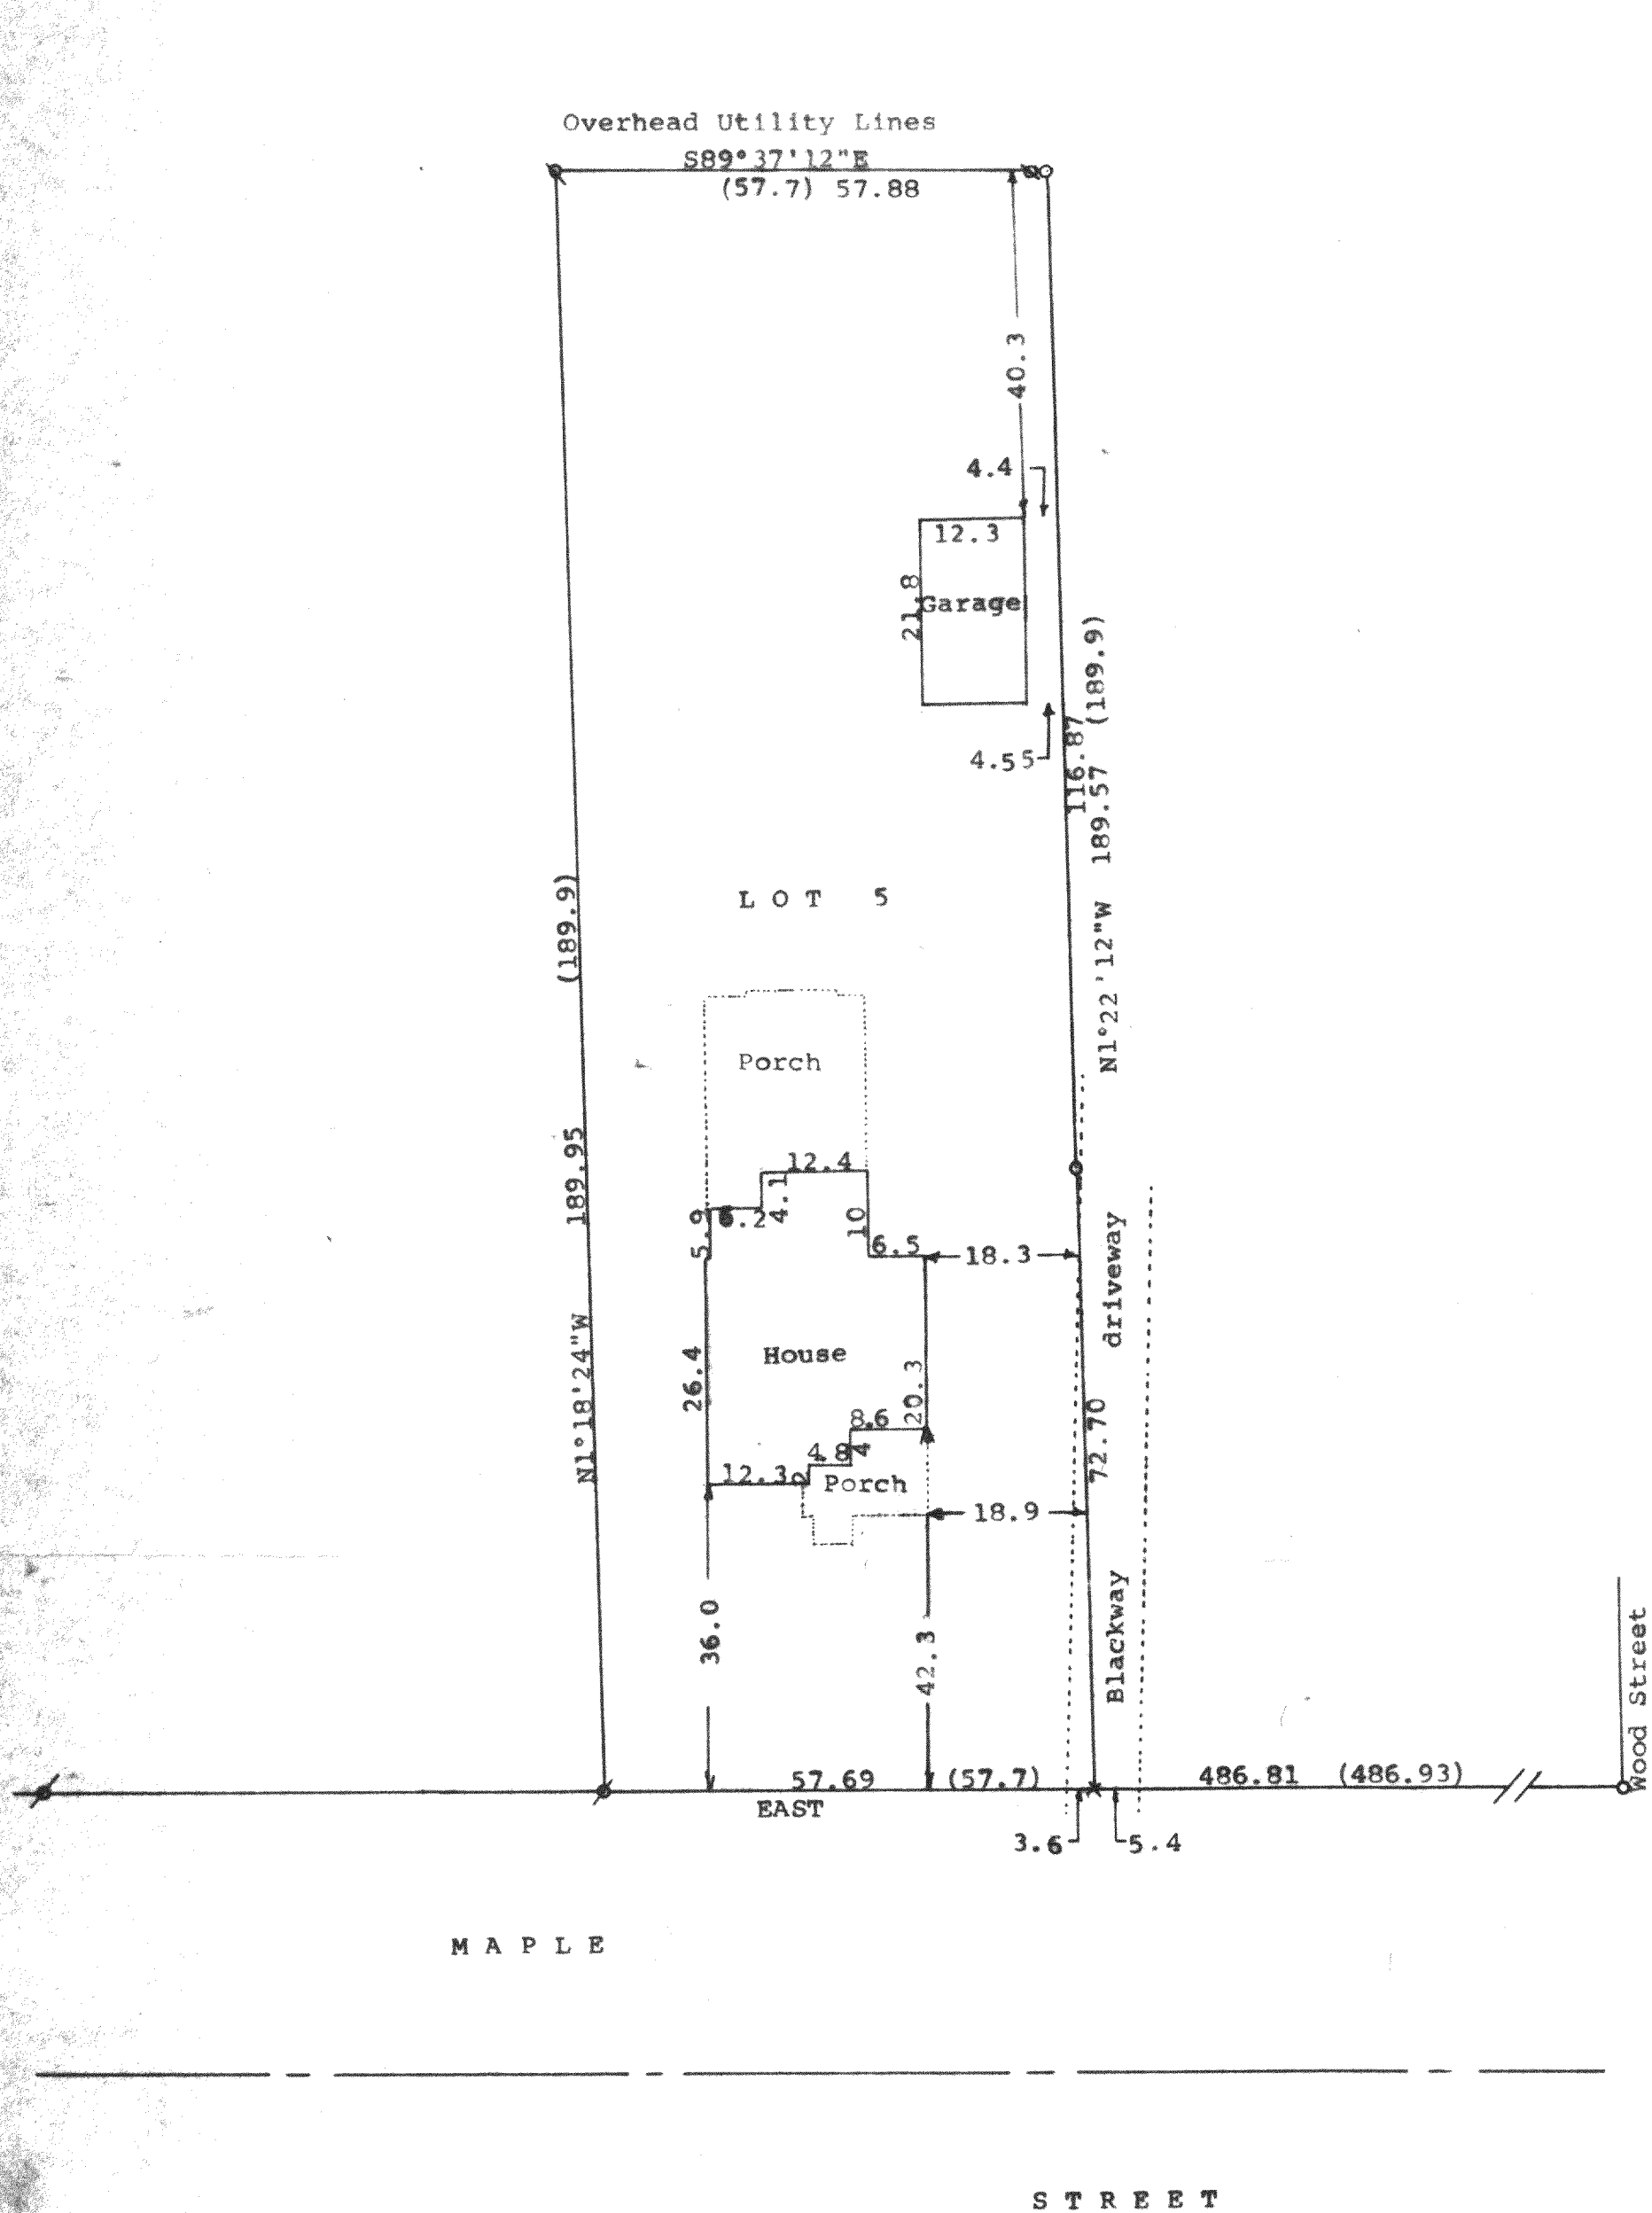 Overhead Utility Lines
S89°37'12"E
(57.7) 57.88
40.3
4.4
12.3
21.8
Garage
4.55
116.87
N1°22'12"W 189.57 (189.9)
LOT 5
N1°18'24"W 189.95 (189.9)
Porch
12.4
4.1
5.9
10
6.5
18.3
driveway
House
26.4
20.3
8.6
4.8
4
12.3
Porch
72.70
18.9
36.0
42.3
Blackway
Wood Street
57.69 (57.7)
486.81 (486.93)
EAST
3.6
5.4
MAPLE
STREET